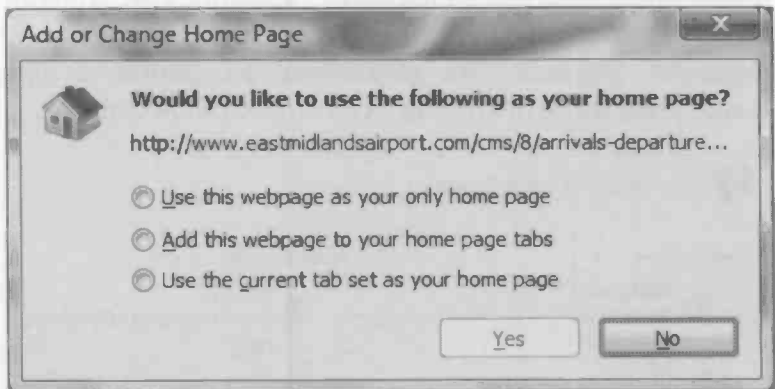 Add or Change Home Page
X
Would you like to use the following as your home page?
http://www.eastmidlandsairport.com/cms/8/arrivals-departure...
Use this webpage as your only home page
Add this webpage to your home page tabs
Use the current tab set as your home page
Yes No